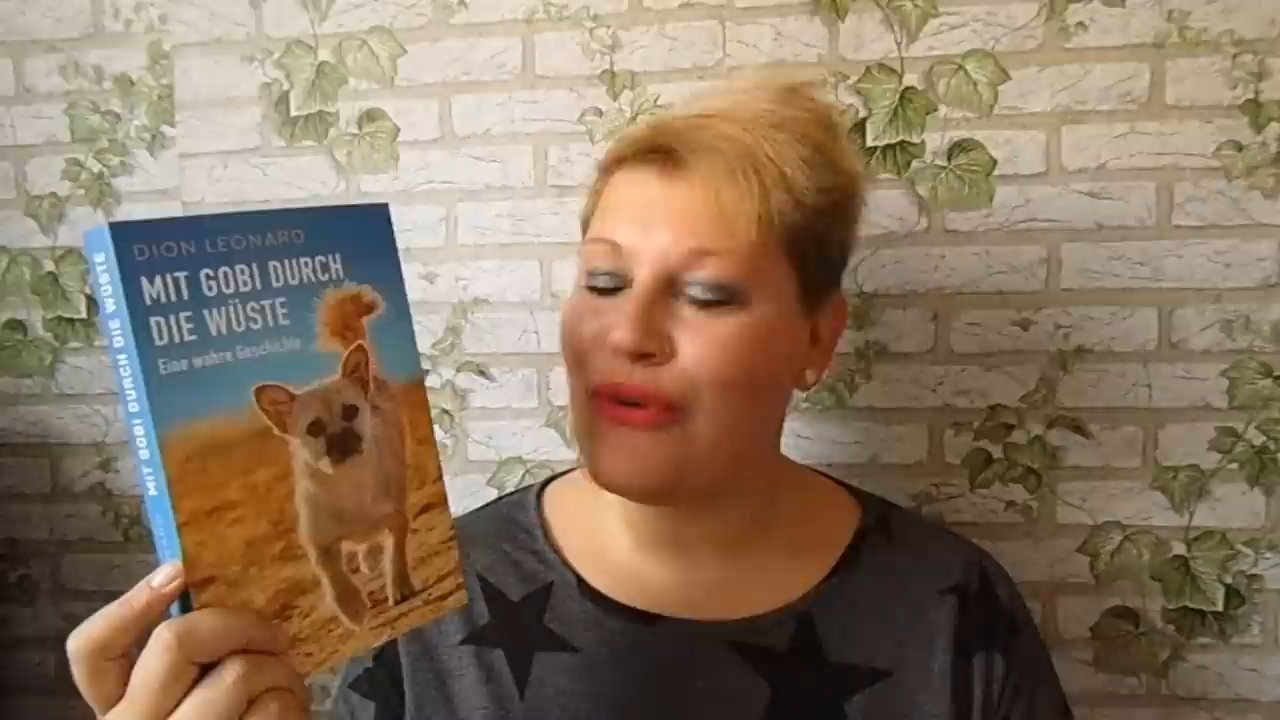 DION LEONARD
MIT GOBI DURCH
DIE WÜSTE
Eine wahre Geschichte
MIT GOBI DURCH DIE WÜSTE